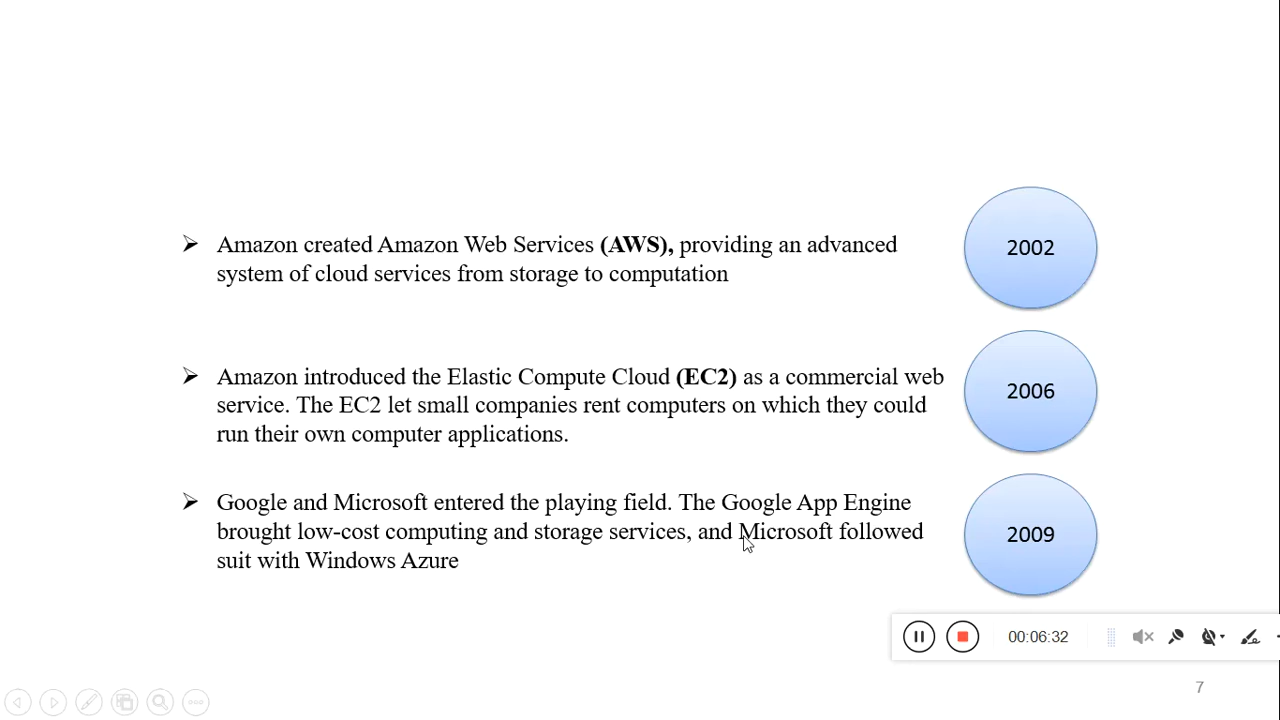 Amazon created Amazon Web Services (AWS), providing an advanced
system of cloud services from storage to computation
2002
Amazon introduced the Elastic Compute Cloud (EC2) as a commercial web
service. The EC2 let small companies rent computers on which they could
run their own computer applications.
2006
Google and Microsoft entered the playing field. The Google App Engine
brought low-cost computing and storage services, and Microsoft followed
suit with Windows Azure
2009
00:06:32
7